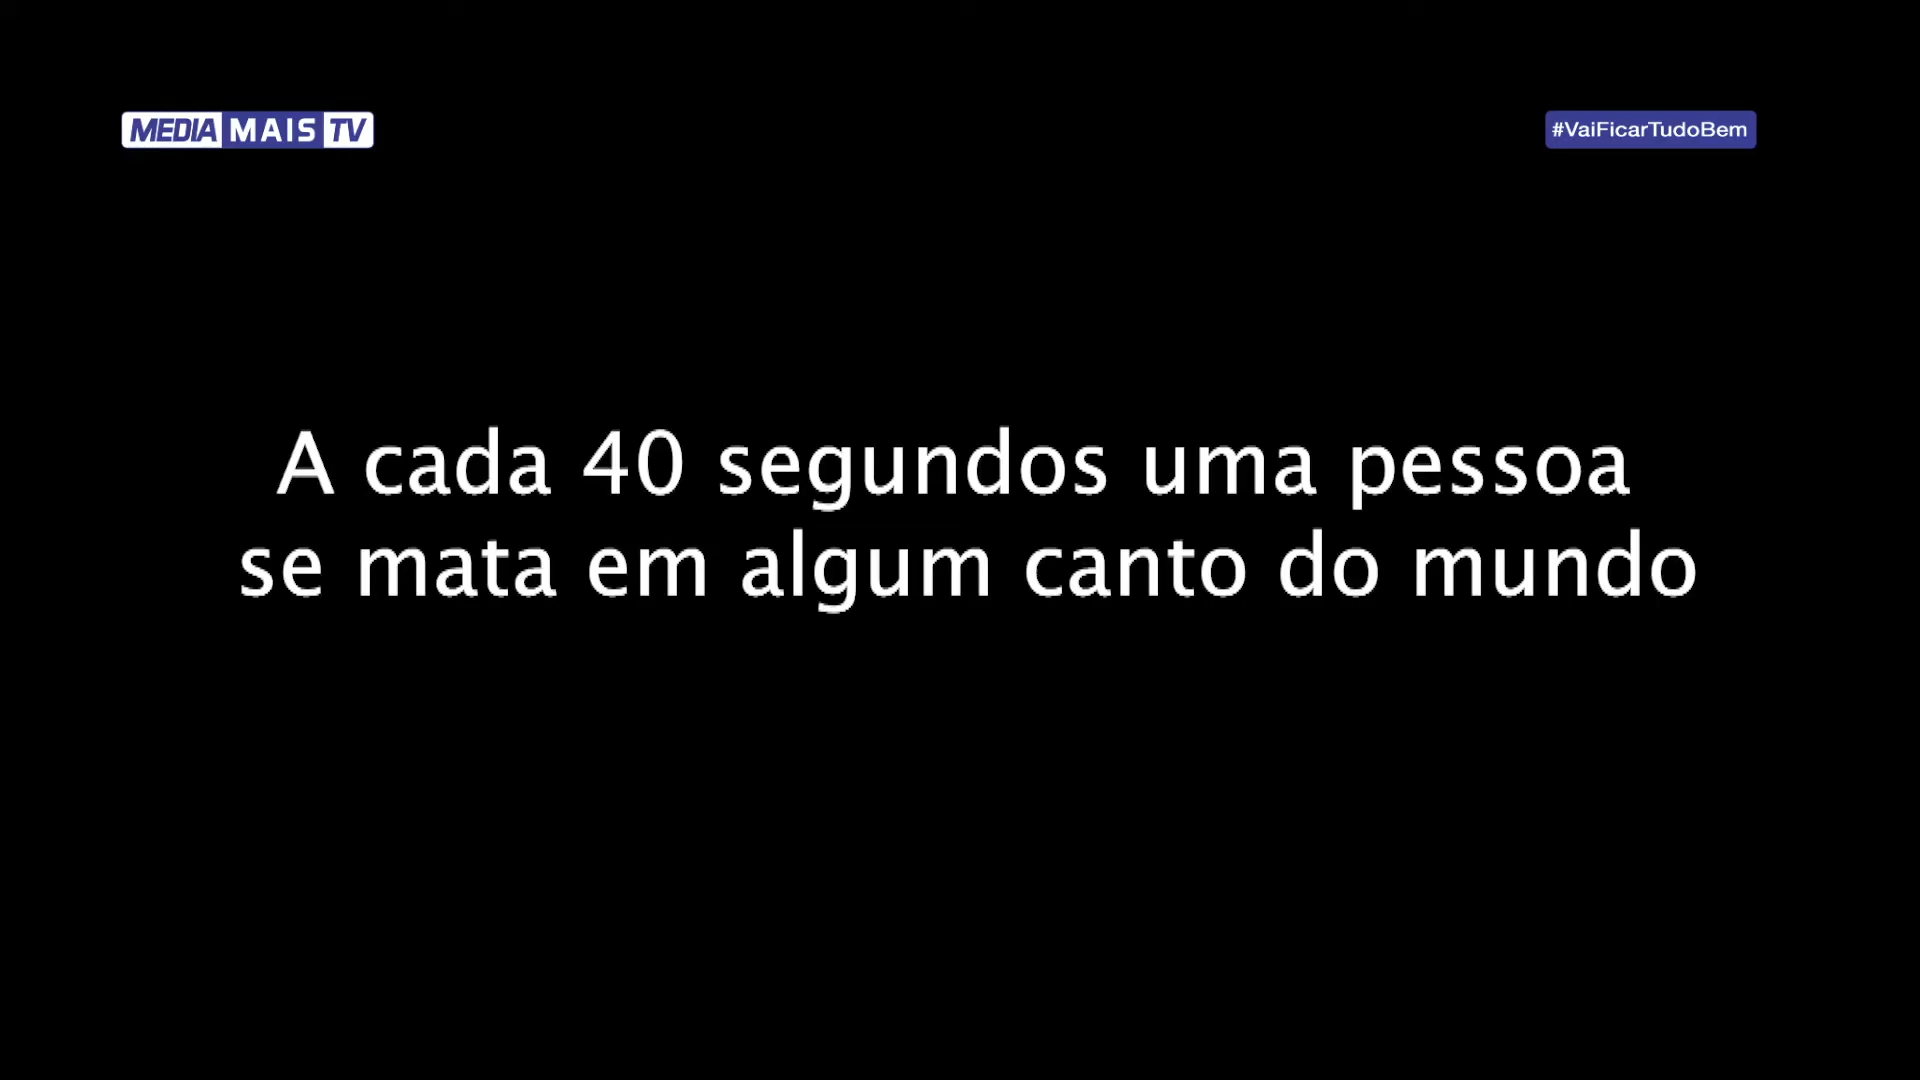 MEDIA MAIS TV
#VaiFicarTudoBem
A cada 40 segundos uma pessoa
se mata em algum canto do mundo